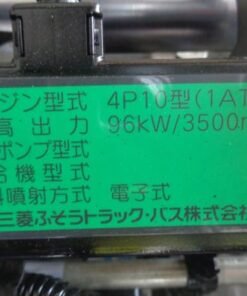 ジン型式 4P10型(1AT
高出力 96kW/3500r
ポンプ型式
給機型式
料噴射方式 電子式
三菱ふそうトラック・バス株式会